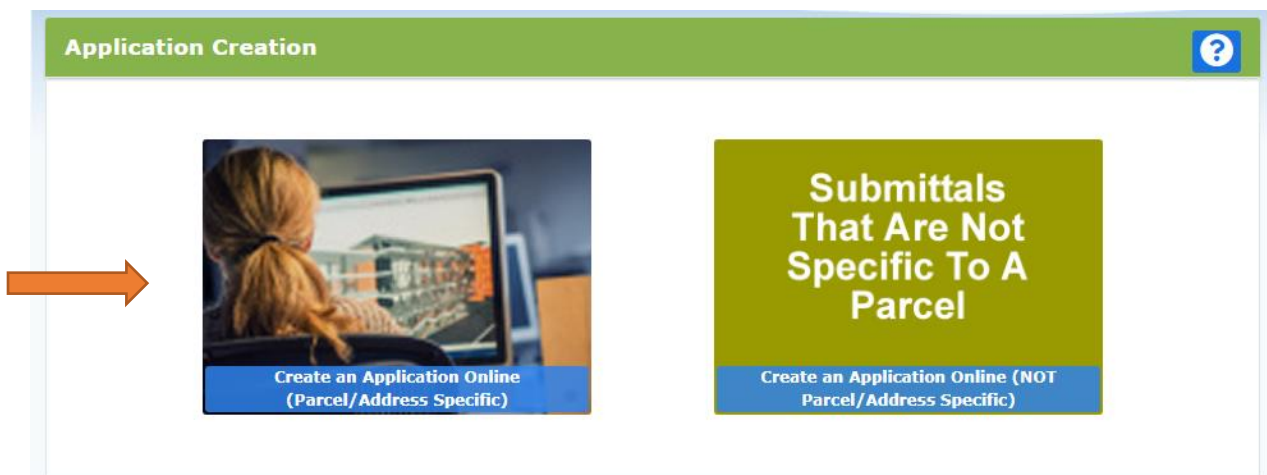 Application Creation
?
Submittals
That Are Not
Specific To A
Parcel
Create an Application Online
(Parcel/Address Specific)
Create an Application Online (NOT
Parcel/Address Specific)